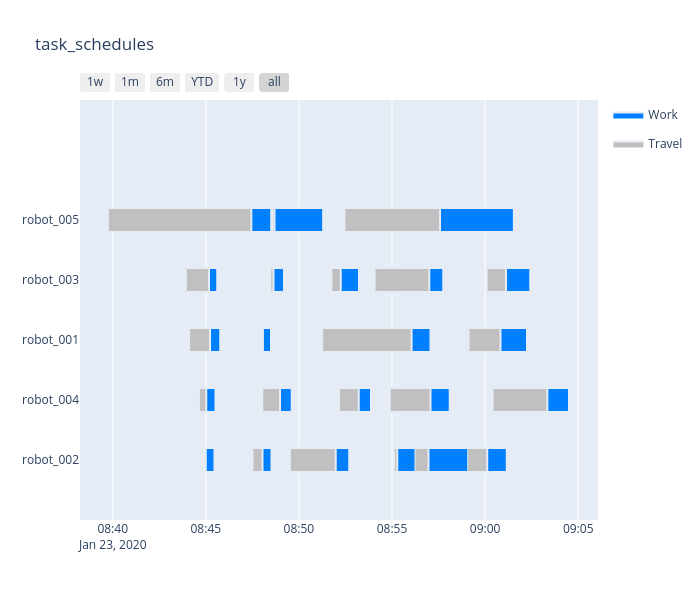 task_schedules
1w 1m 6m YTD 1y all
Work
Travel
robot_005
robot_003
robot_001
robot_004
robot_002
08:40 08:45 08:50 08:55 09:00 09:05
Jan 23, 2020